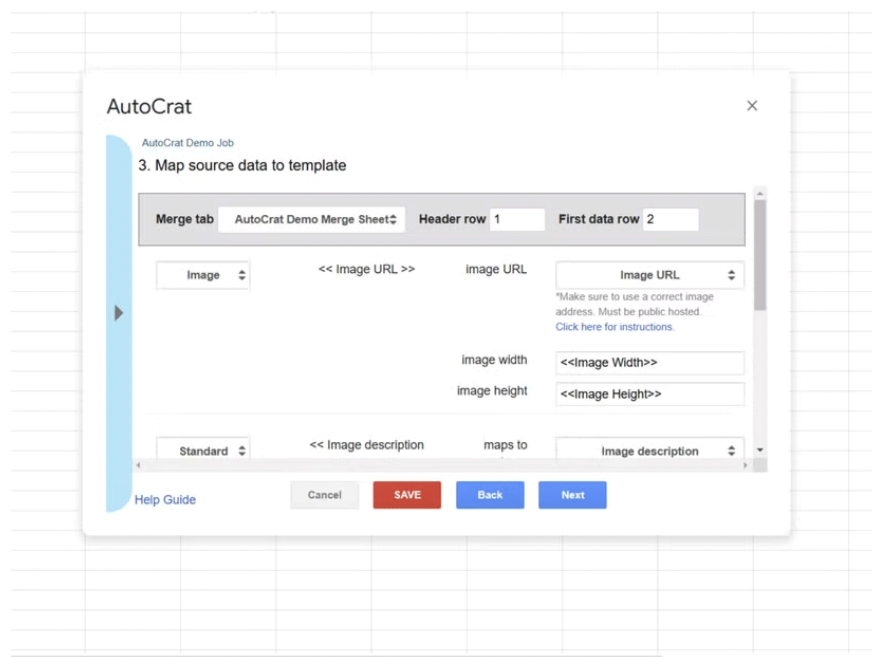 AutoCrat
AutoCrat Demo Job
3. Map source data to template
Merge tab AutoCrat Demo Merge Sheet Header row 1 First data row 2
Image << Image URL >> image URL Image URL
*Make sure to use a correct image
address. Must be public hosted.
Click here for instructions.
image width <<Image Width>>
image height <<Image Height>>
Standard << Image description maps to Image description
Help Guide Cancel SAVE Back Next